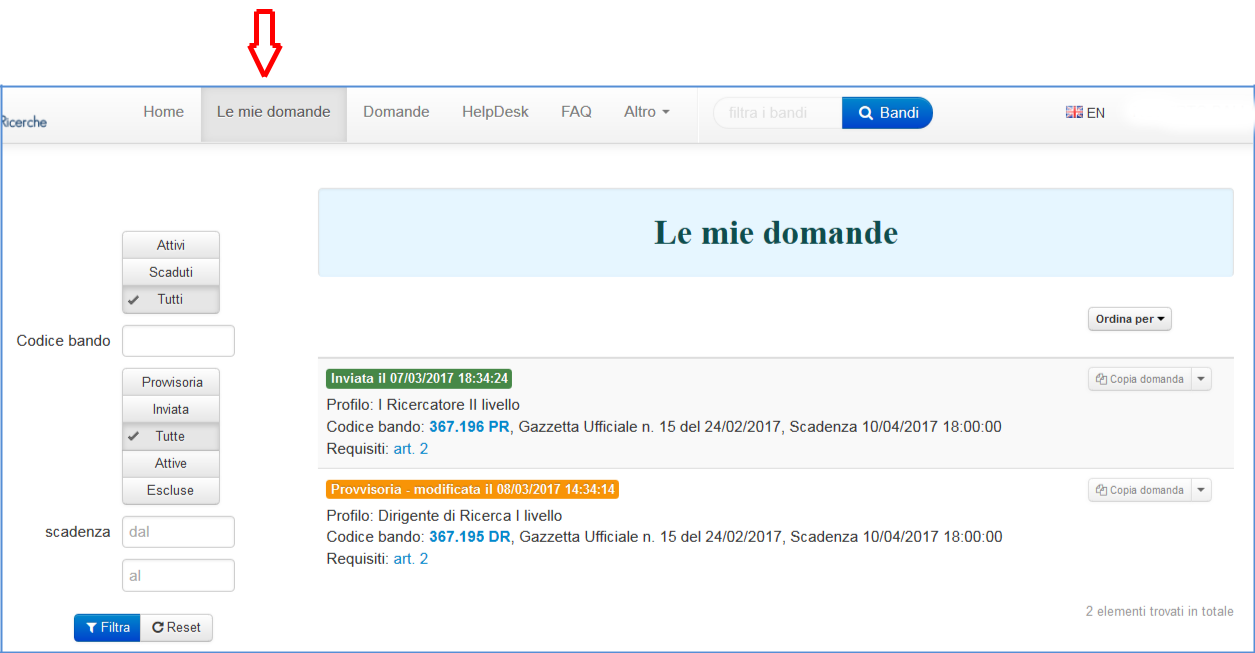 Ricerche
Home
Le mie domande
Domande
HelpDesk
FAQ
Altro
filtra i bandi
Bandi
EN
Le mie domande
Attivi
Scaduti
Tutti
Codice bando
Provvisoria
Inviata
Tutte
Attive
Escluse
scadenza
dal
al
Filtra
Reset
Ordina per
Inviata il 07/03/2017 18:34:24
Copia domanda
Profilo: I Ricercatore II livello
Codice bando: 367.196 PR, Gazzetta Ufficiale n. 15 del 24/02/2017, Scadenza 10/04/2017 18:00:00
Requisiti: art. 2
Provvisoria - modificata il 08/03/2017 14:34:14
Copia domanda
Profilo: Dirigente di Ricerca I livello
Codice bando: 367.195 DR, Gazzetta Ufficiale n. 15 del 24/02/2017, Scadenza 10/04/2017 18:00:00
Requisiti: art. 2
2 elementi trovati in totale